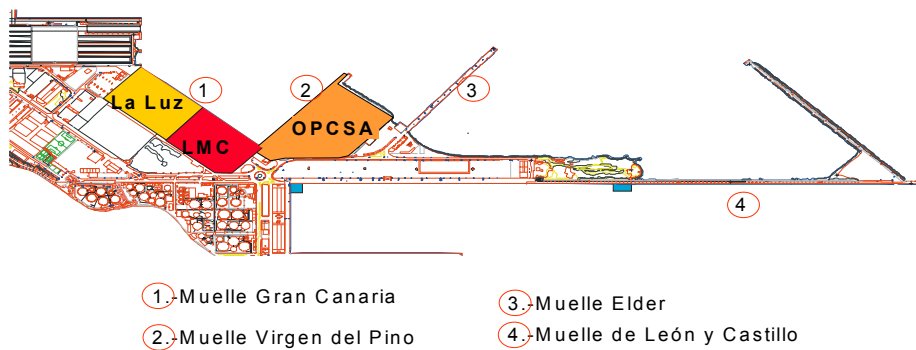 1
2
3
La Luz
OPCSA
LMC
4
1.-Muelle Gran Canaria
2.-Muelle Virgen del Pino
3.-Muelle Elder
4.-Muelle de León y Castillo